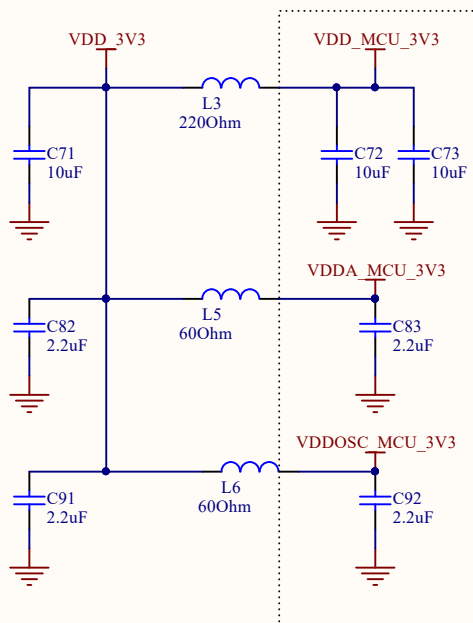 VDD_3V3
VDD_MCU_3V3
L3
220Ohm
C71
10uF
C72
10uF
C73
10uF
VDDA_MCU_3V3
L5
60Ohm
C82
2.2uF
C83
2.2uF
VDDOSC_MCU_3V3
L6
60Ohm
C91
2.2uF
C92
2.2uF